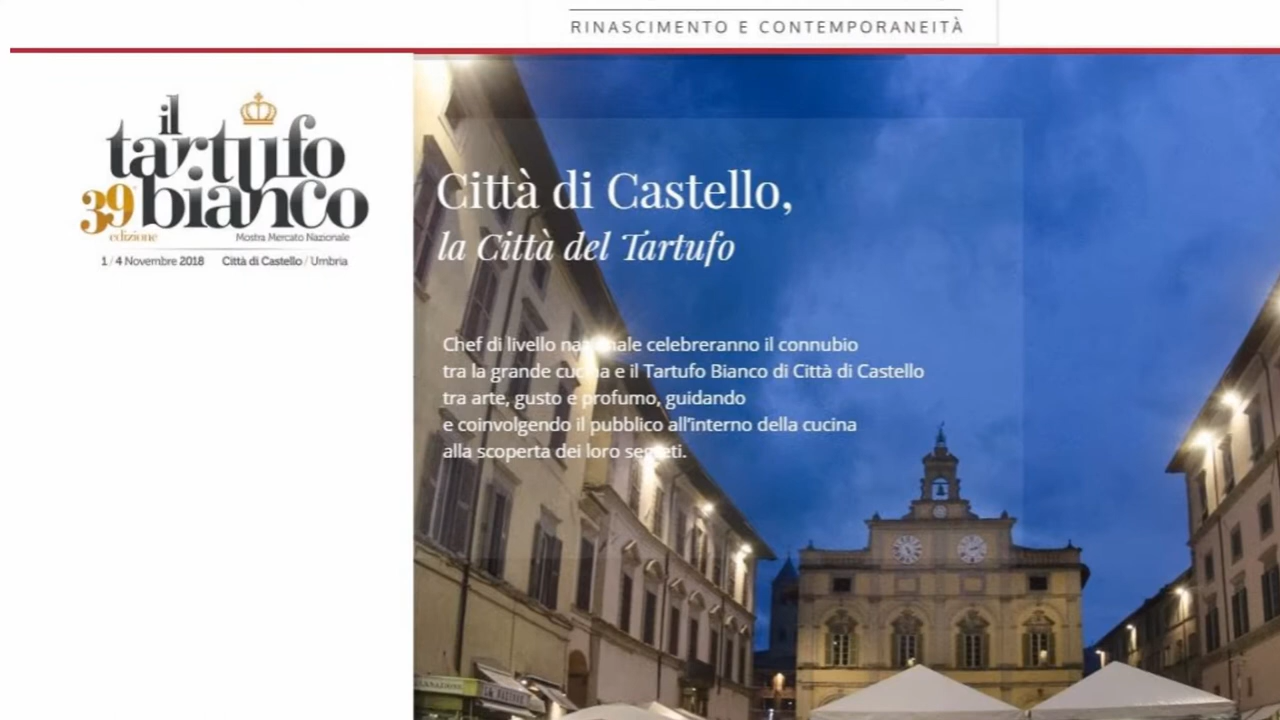 RINASCIMENTO E CONTEMPORANEITÀ
il
tartufo
39ª bianco
edizione Mostra Mercato Nazionale
1 / 4 Novembre 2018 Città di Castello / Umbria
Città di Castello,
la Città del Tartufo
Chef di livello nazionale celebreranno il connubio
tra la grande cucina e il Tartufo Bianco di Città di Castello
tra arte, gusto e profumo, guidando
e coinvolgendo il pubblico all'interno della cucina
alla scoperta dei loro segreti.